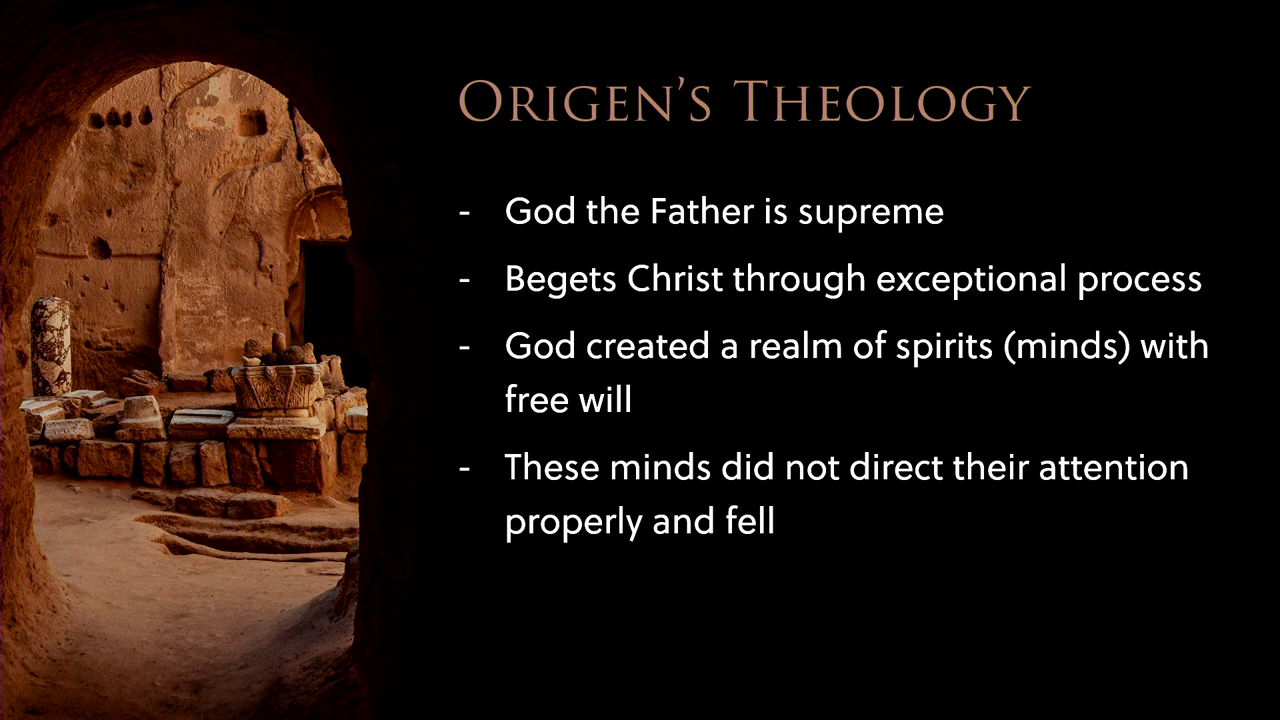 Origen’s Theology
- God the Father is supreme
- Begets Christ through exceptional process
- God created a realm of spirits (minds) with
free will
- These minds did not direct their attention
properly and fell